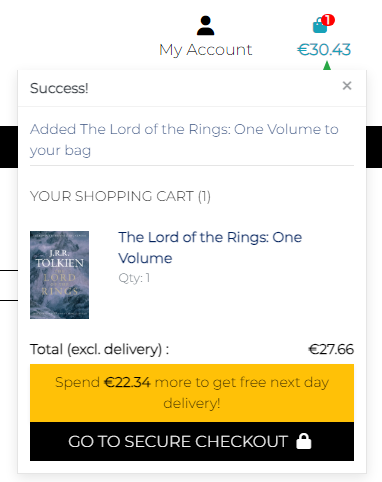 1
My Account
€30.43
Success!
×
Added The Lord of the Rings: One Volume to
your bag
YOUR SHOPPING CART (1)
J.R.R.
TOLKIEN
THE
LORD
OF THE
RINGS
The Lord of the Rings: One
Volume
Qty: 1
Total (excl. delivery) :
€27.66
Spend €22.34 more to get free next day
delivery!
GO TO SECURE CHECKOUT